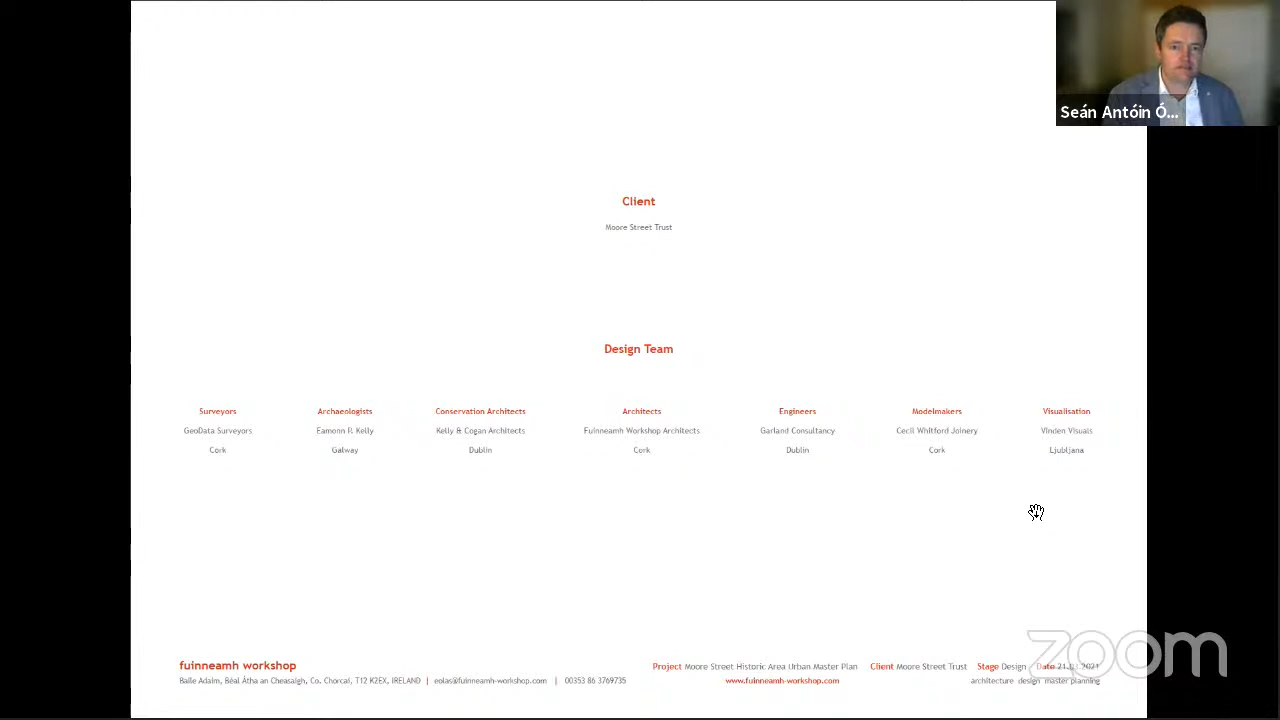 Seán Antóin Ó...
Client
Moore Street Trust
Design Team
Surveyors
GeoData Surveyors
Cork
Archaeologists
Eamonn P. Kelly
Galway
Conservation Architects
Kelly & Cogan Architects
Dublin
Architects
Fuinneamh Workshop Architects
Cork
Engineers
Garland Consultancy
Dublin
Modelmakers
Cecil Whitford Joinery
Cork
Visualisation
Vinden Visuals
Ljubljana
fuinneamh workshop
Baile Adaim, Béal Átha an Cheasaigh, Co. Chorcaí, T12 K2EX, IRELAND | eolas@fuinneamh-workshop.com | 00353 86 3769735
Project Moore Street Historic Area Urban Master Plan Client Moore Street Trust Stage Design Date
www.fuinneamh-workshop.com
architecture design master planning
zoom